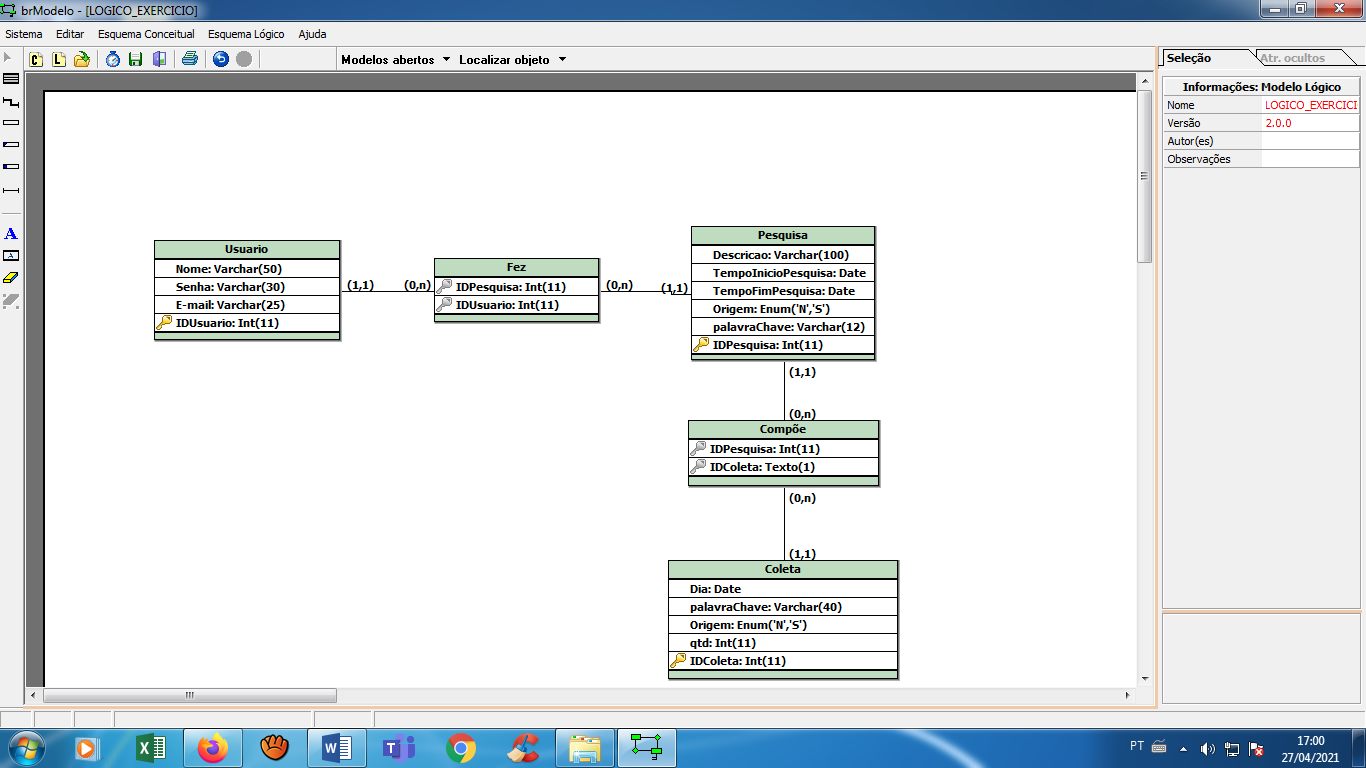 brModelo - [LOGICO_EXERCICIO]
Sistema Editar Esquema Conceitual Esquema Lógico Ajuda
C L Modelos abertos Localizar objeto
Seleção Atr. ocultos
Informações: Modelo Lógico
Nome LOGICO_EXERCICI
Versão 2.0.0
Autor(es)
Observações
A
A
Usuario
Nome: Varchar(50)
Senha: Varchar(30)
E-mail: Varchar(25)
IDUsuario: Int(11)
(1,1) (0,n)
Fez
IDPesquisa: Int(11)
IDUsuario: Int(11)
(0,n) (1,1)
Pesquisa
Descricao: Varchar(100)
TempoInicioPesquisa: Date
TempoFimPesquisa: Date
Origem: Enum('N','S')
palavraChave: Varchar(12)
IDPesquisa: Int(11)
(1,1)
(0,n)
Compõe
IDPesquisa: Int(11)
IDColeta: Texto(1)
(0,n)
(1,1)
Coleta
Dia: Date
palavraChave: Varchar(40)
Origem: Enum('N','S')
qtd: Int(11)
IDColeta: Int(11)
PT
17:00
27/04/2021